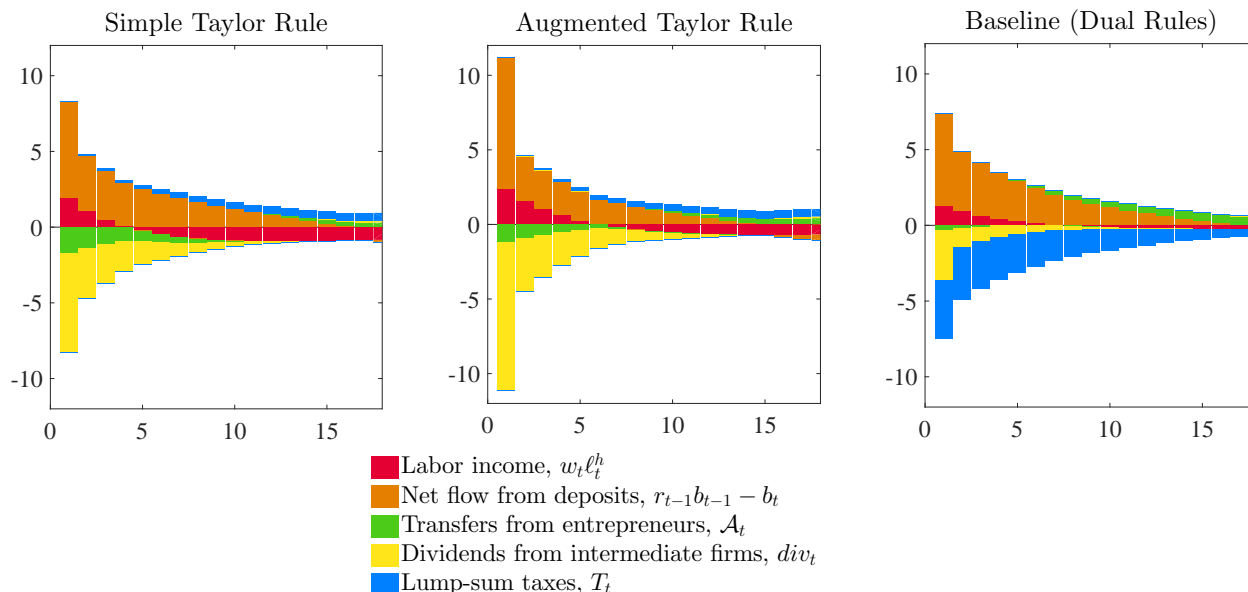 Simple Taylor Rule
Augmented Taylor Rule
Baseline (Dual Rules)
10
5
0
-5
-10
0 5 10 15
10
5
0
-5
-10
0 5 10 15
10
5
0
-5
-10
0 5 10 15
Labor income, $w_t \ell_t^h$
Net flow from deposits, $r_{t-1} b_{t-1} - b_t$
Transfers from entrepreneurs, $\mathcal{A}_t$
Dividends from intermediate firms, $div_t$
Lump-sum taxes, $T_t$